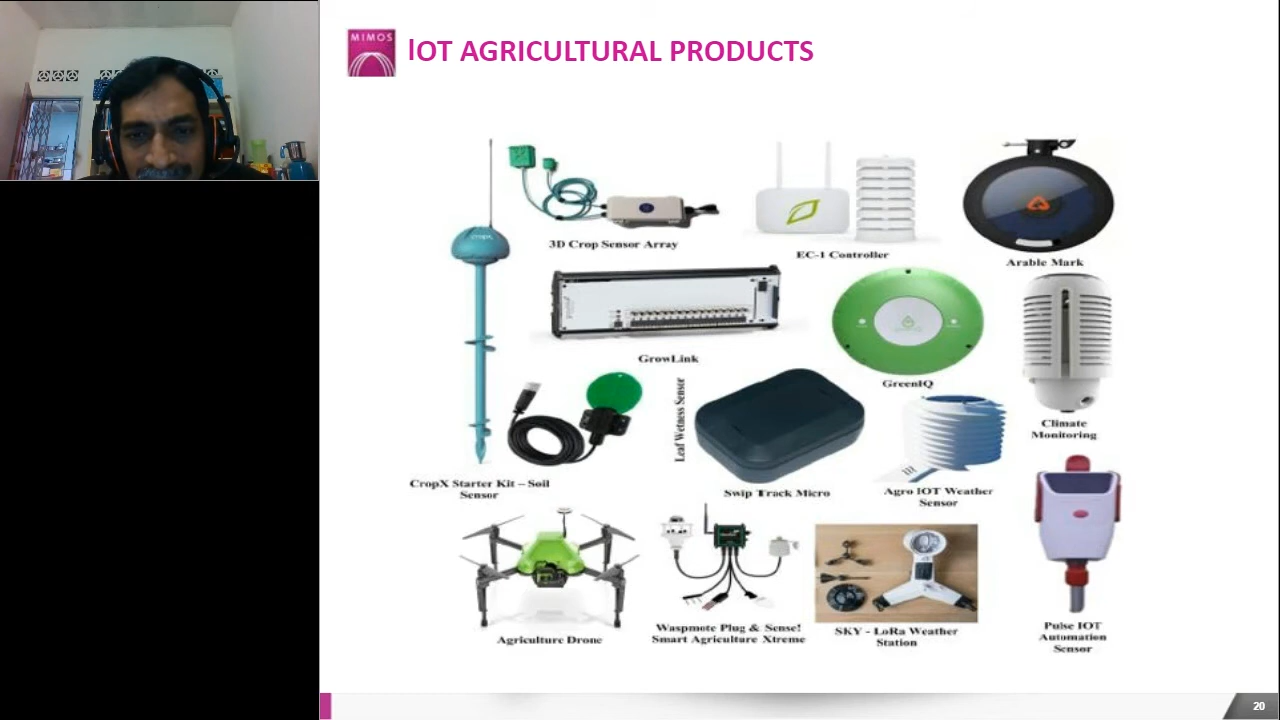 MIMOS
IOT AGRICULTURAL PRODUCTS
3D Crop Sensor Array
EC-1 Controller
Arable Mark
GrowLink
GreenIQ
Climate
Monitoring
Leaf Wetness Sensor
CropX Starter Kit – Soil
Sensor
Swip Track Micro
Agro IOT Weather
Sensor
Agriculture Drone
Waspmote Plug & Sense!
Smart Agriculture Xtreme
SKY - LoRa Weather
Station
Pulse IOT
Automation
Sensor
20